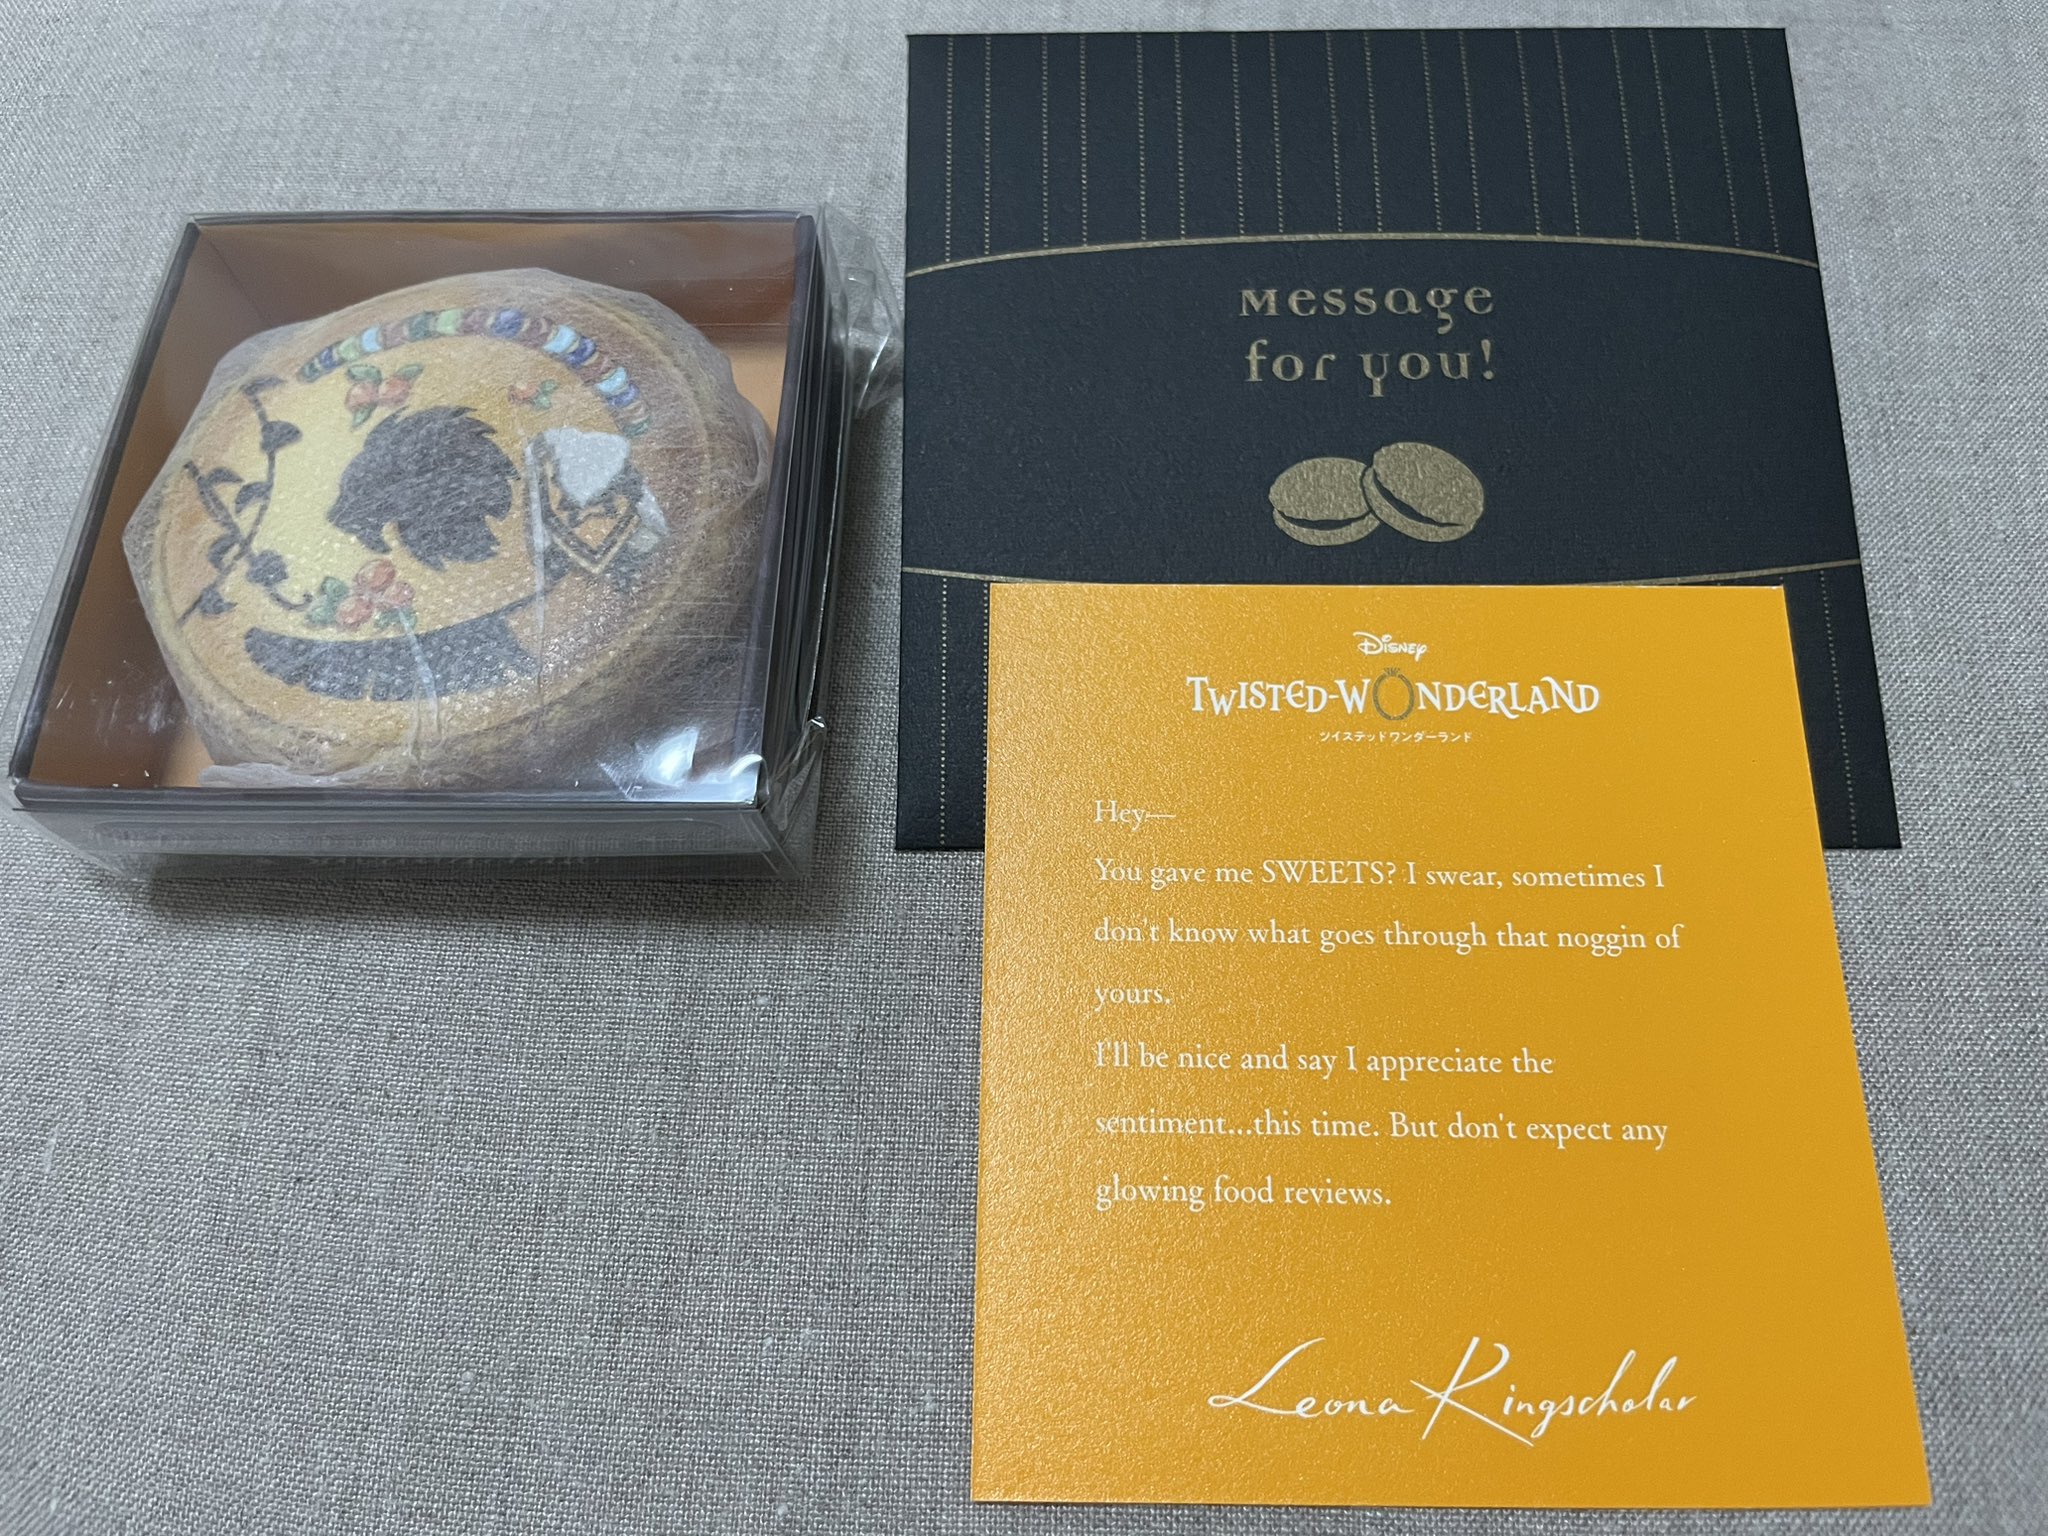 Message
for you!
Disney
Twisted-Wonderland
ツイステッドワンダーランド
Hey—
You gave me SWEETS? I swear, sometimes I
don't know what goes through that noggin of
yours.
I'll be nice and say I appreciate the
sentiment...this time. But don't expect any
glowing food reviews.
Leona Kingscholar